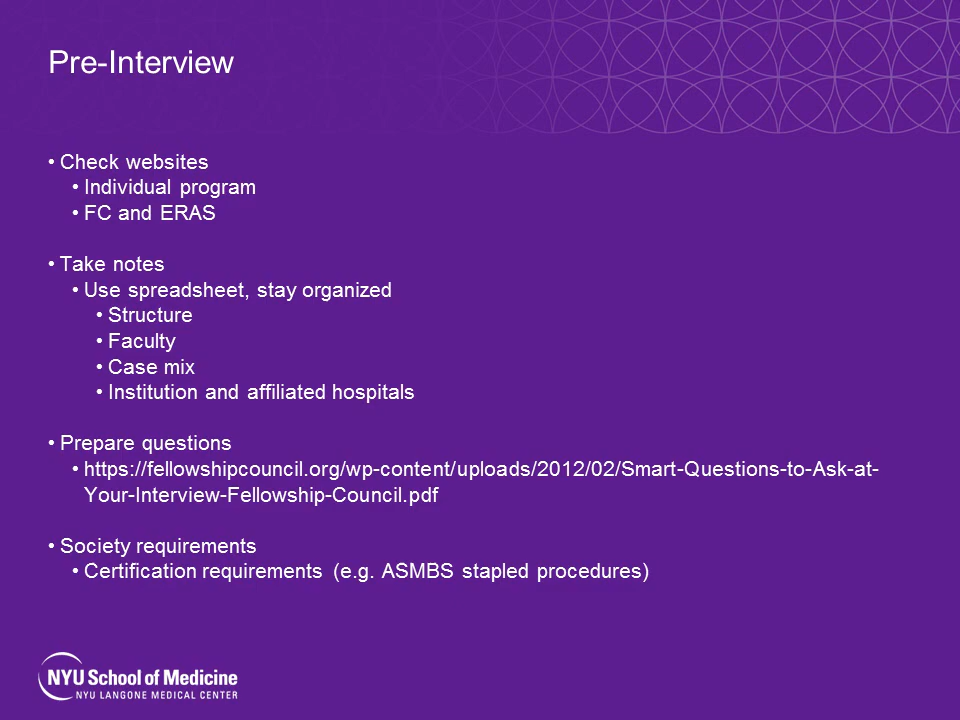 Pre-Interview
• Check websites
• Individual program
• FC and ERAS
• Take notes
• Use spreadsheet, stay organized
• Structure
• Faculty
• Case mix
• Institution and affiliated hospitals
• Prepare questions
• https://fellowshipcouncil.org/wp-content/uploads/2012/02/Smart-Questions-to-Ask-at-
Your-Interview-Fellowship-Council.pdf
• Society requirements
• Certification requirements (e.g. ASMBS stapled procedures)
NYU School of Medicine
NYU LANGONE MEDICAL CENTER